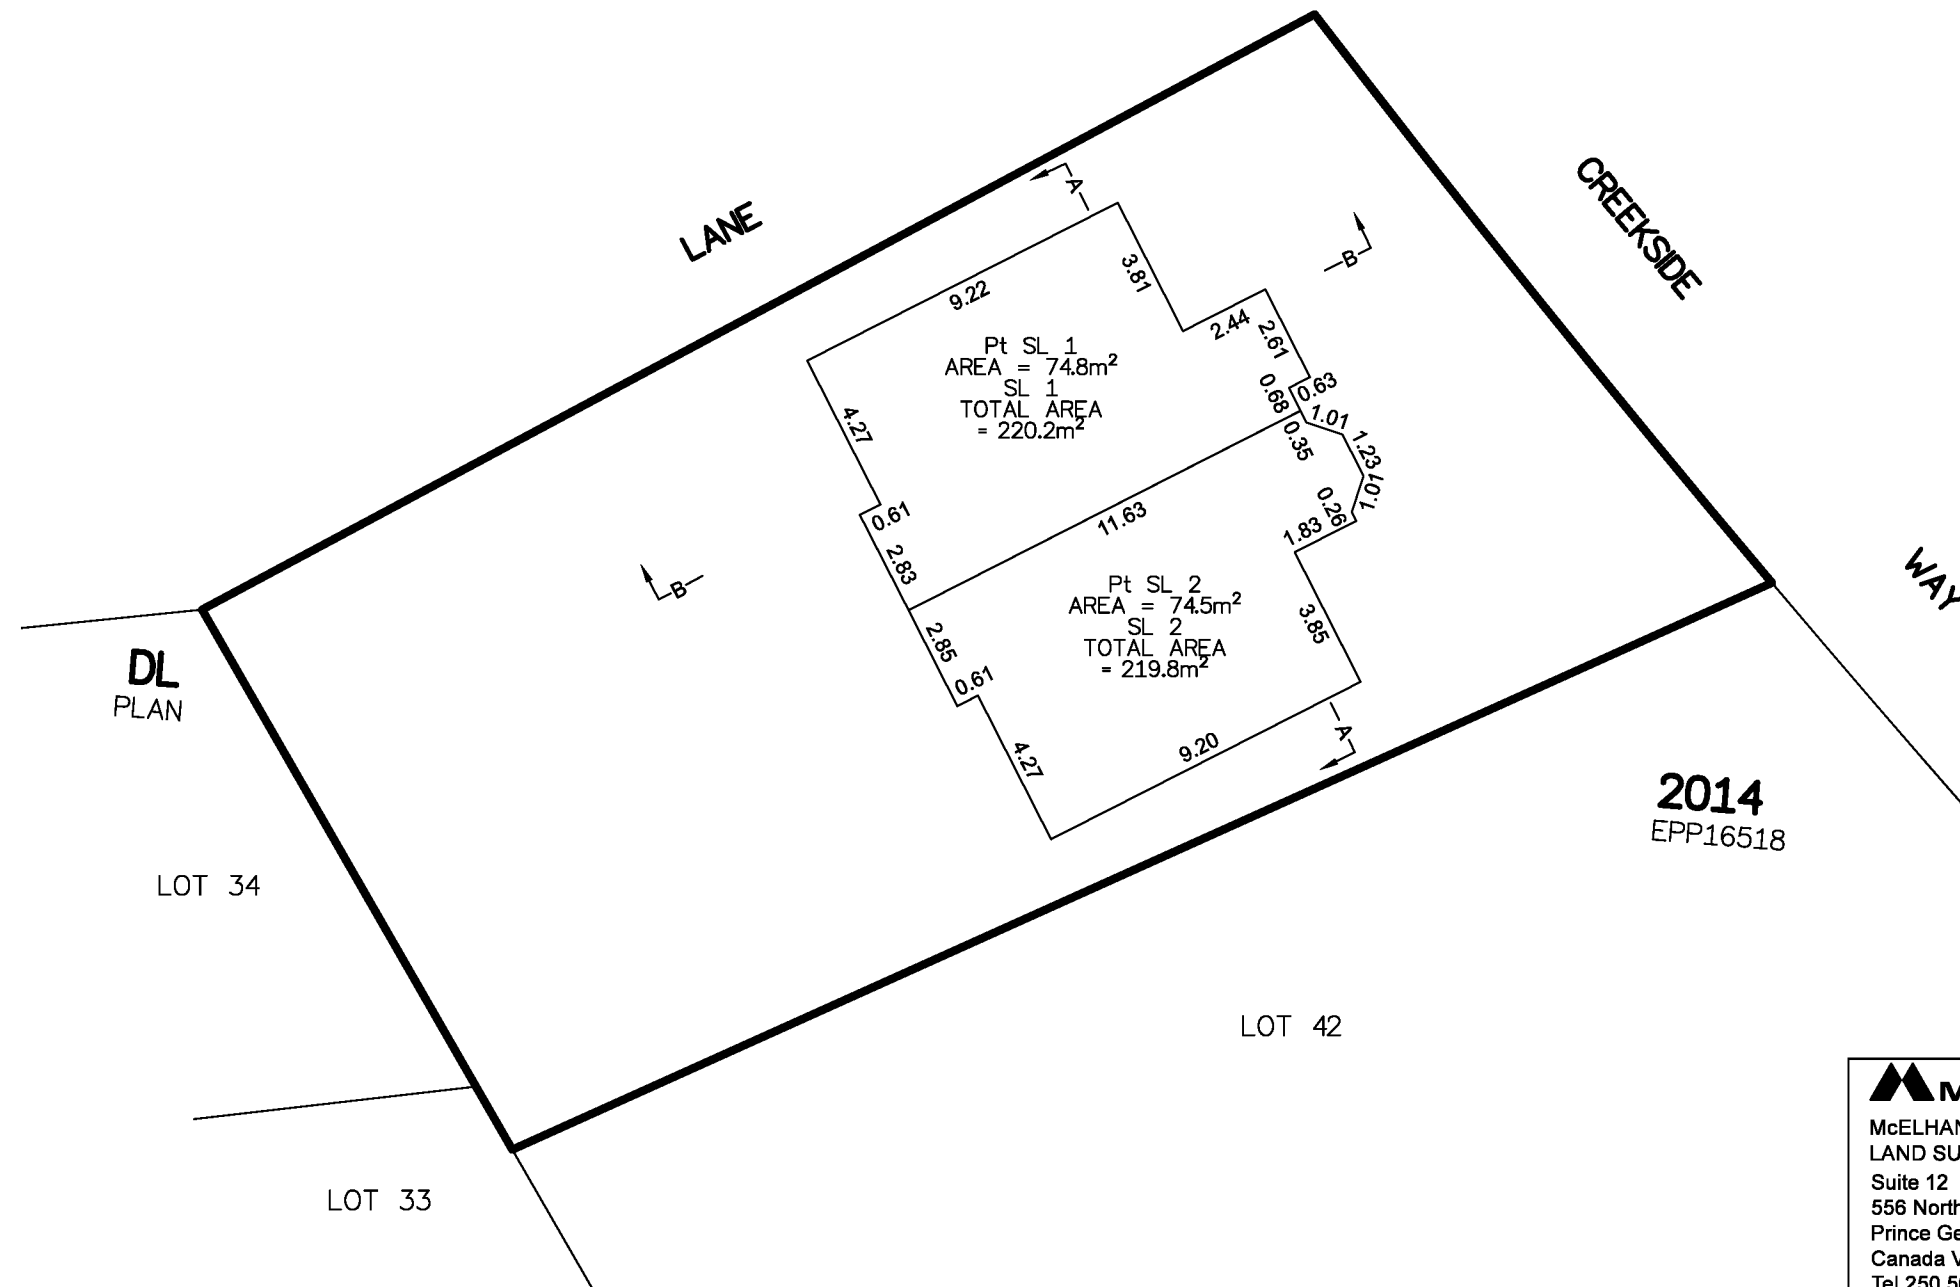 LANE
CREEKSIDE
WAY
A
B
9.22
3.81
2.44
2.61
0.63
0.68
1.01
0.35
1.23
1.01
0.26
1.83
Pt SL 1
AREA = 74.8m²
SL 1
TOTAL AREA
= 220.2m²
4.27
0.61
2.83
11.63
B
Pt SL 2
AREA = 74.5m²
SL 2
TOTAL AREA
= 219.8m²
2.85
0.61
3.85
4.27
9.20
A
DL
PLAN
2014
EPP16518
LOT 34
LOT 42
LOT 33
McELHAN
LAND SU
Suite 12
556 North
Prince Ge
Canada V
Tel 250 5